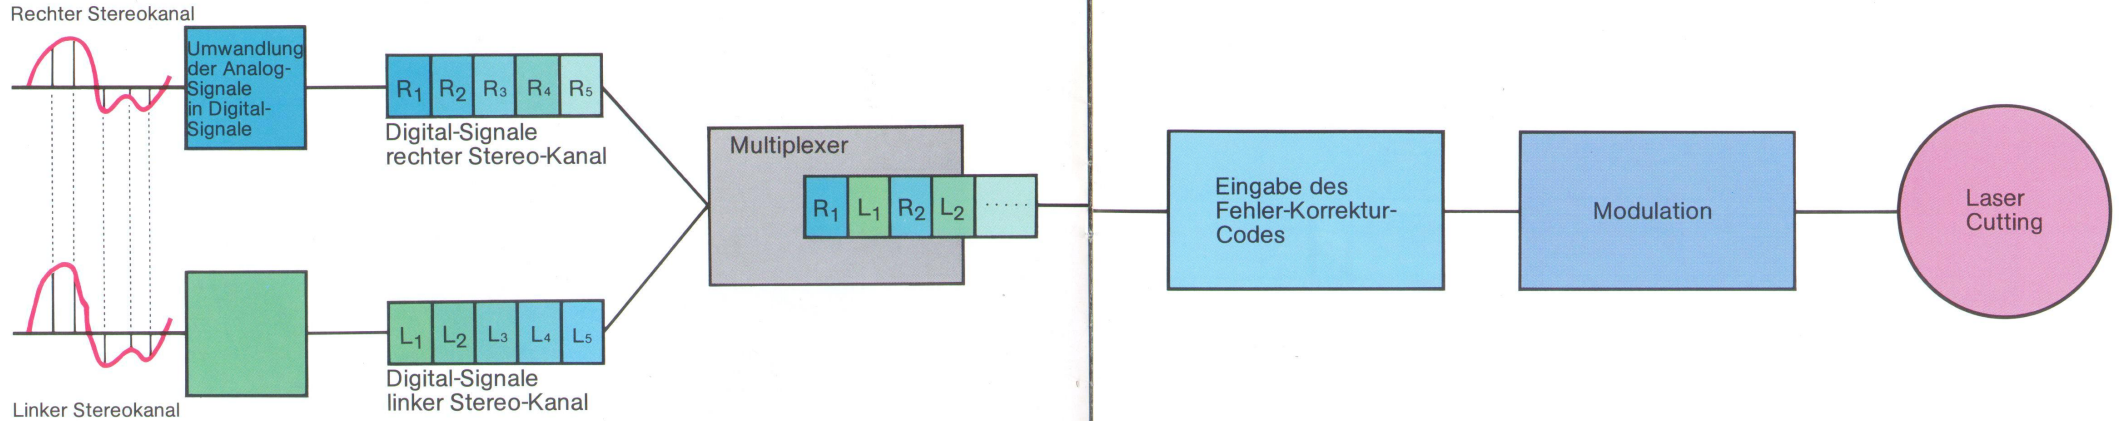 Rechter Stereokanal
Umwandlung
der Analog-
Signale
in Digital-
Signale
R1 R2 R3 R4 R5
Digital-Signale
rechter Stereo-Kanal
Linker Stereokanal
L1 L2 L3 L4 L5
Digital-Signale
linker Stereo-Kanal
Multiplexer
R1 L1 R2 L2 .....
Eingabe des
Fehler-Korrektur-
Codes
Modulation
Laser
Cutting